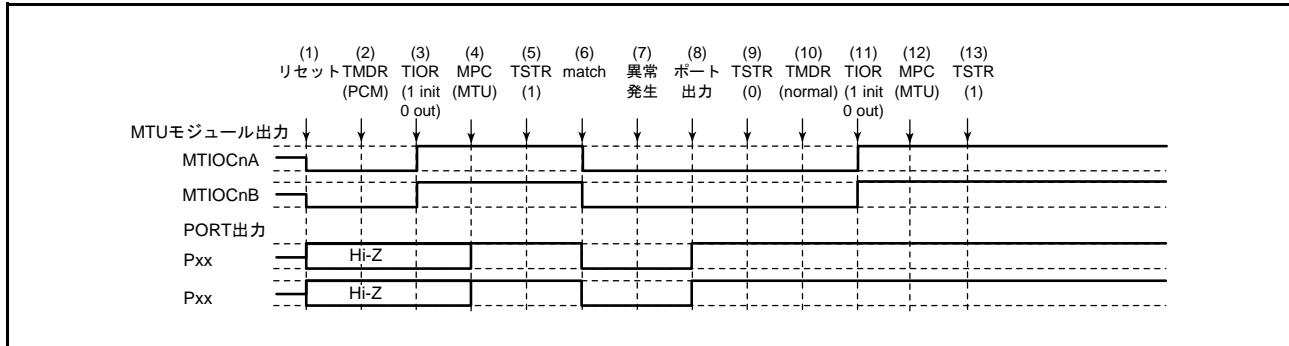 (1) (2) (3) (4) (5) (6) (7) (8) (9) (10) (11) (12) (13)
リセット TMDR TIOR MPC TSTR match 異常 ポート TSTR TMDR TIOR MPC TSTR
(PCM) (1 init (MTU) (1) 発生 出力 (0) (normal) (1 init (MTU) (1)
0 out) 0 out)
MTUモジュール出力
MTIOCnA
MTIOCnB
PORT出力
Pxx Hi-Z
Pxx Hi-Z